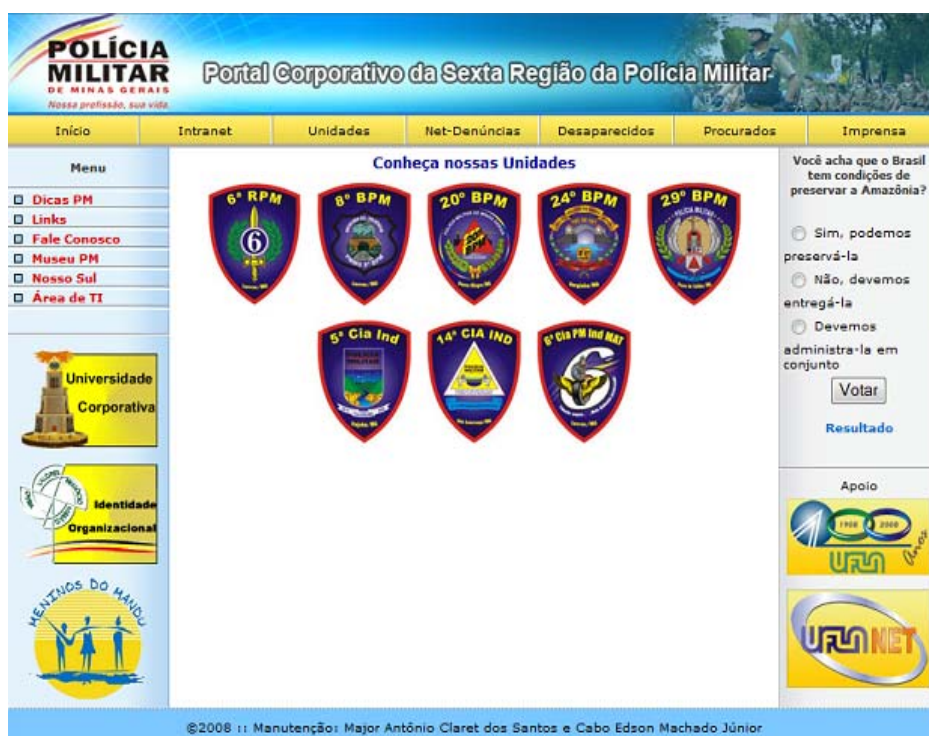 POLÍCIA
MILITAR
DE MINAS GERAIS
Nossa profissão, sua vida.
Portal Corporativo da Sexta Região da Polícia Militar
Início
Intranet
Unidades
Net-Denúncias
Desaparecidos
Procurados
Imprensa
Menu
Dicas PM
Links
Fale Conosco
Museu PM
Nosso Sul
Área de TI
Universidade
Corporativa
Identidade
Organizacional
MENINOS DO MANDU
Conheça nossas Unidades
6ª RPM
6
8º BPM
20º BPM
24º BPM
29º BPM
5ª Cia Ind
14ª CIA IND
6ª Cia PM Ind MAT
Você acha que o Brasil
tem condições de
preservar a Amazônia?
Sim, podemos
preservá-la
Não, devemos
entregá-la
Devemos
administra-la em
conjunto
Votar
Resultado
Apoio
1908 2008
UFLA Anos
UFLA NET
©2008 :: Manutenção: Major Antônio Claret dos Santos e Cabo Edson Machado Júnior